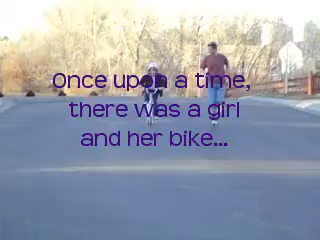 Once upon a time,
there was a girl
and her bike...